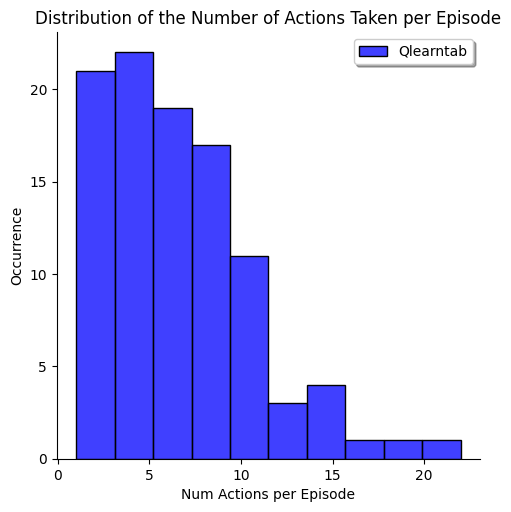 Distribution of the Number of Actions Taken per Episode
Qlearntab
20
15
10
5
0
Occurrence
0 5 10 15 20
Num Actions per Episode